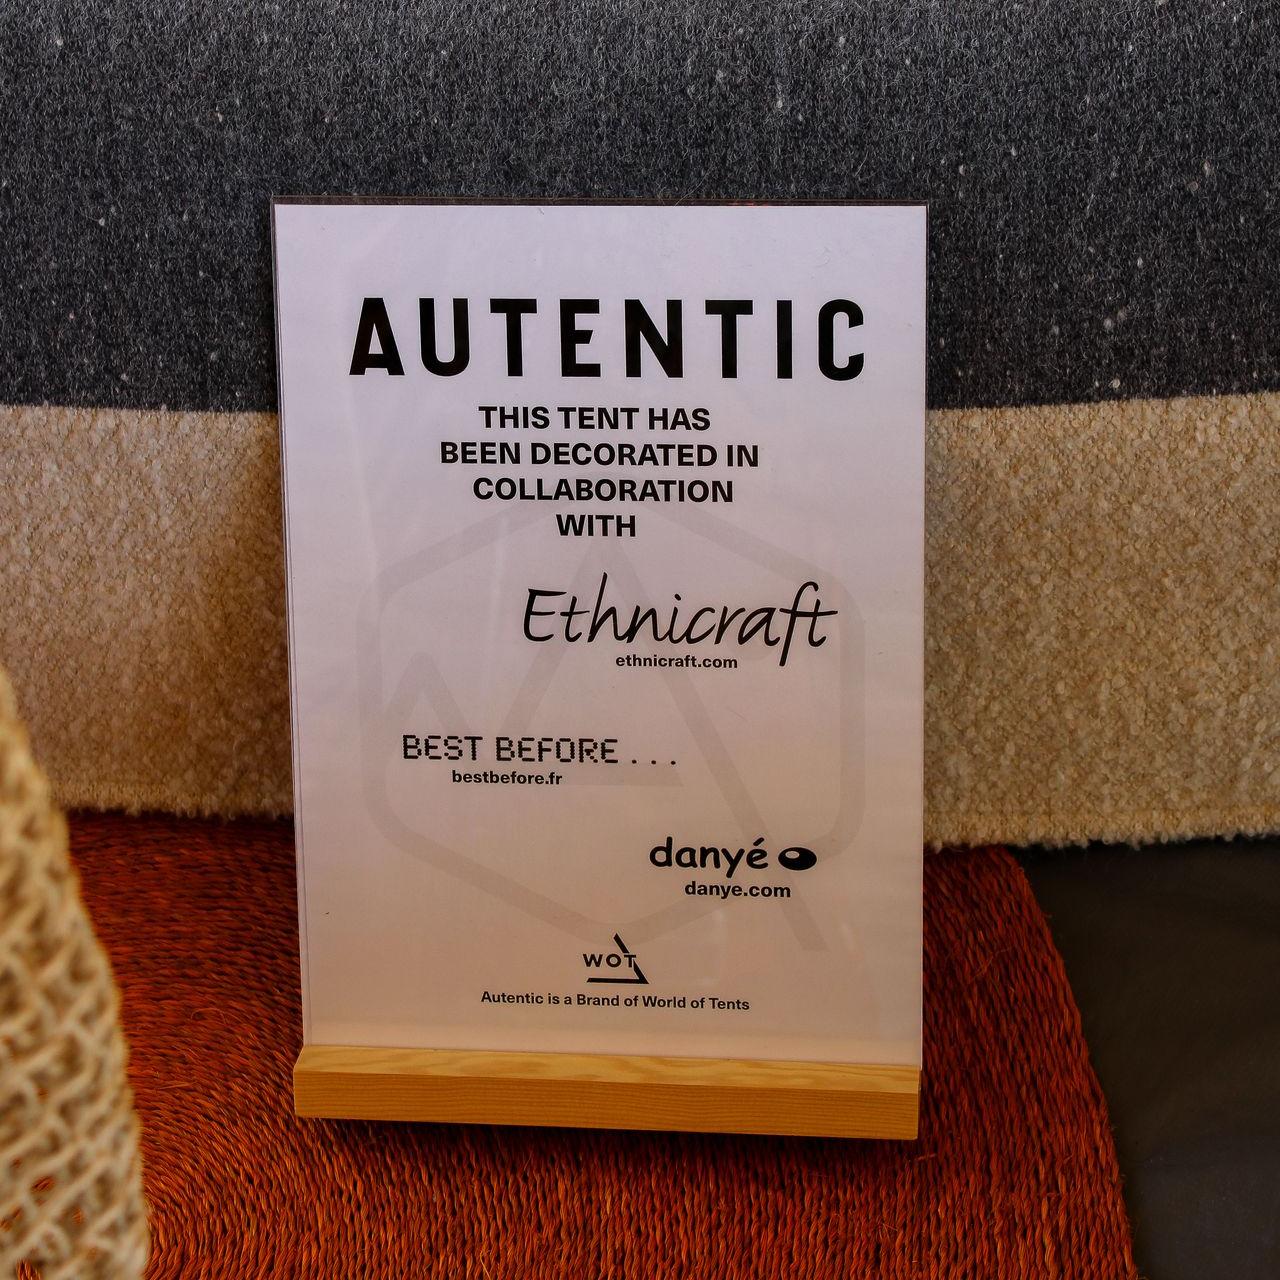 AUTENTIC
THIS TENT HAS
BEEN DECORATED IN
COLLABORATION
WITH
Ethnicraft
ethnicraft.com
BEST BEFORE...
bestbefore.fr
danyé
danye.com
WOT
Autentic is a Brand of World of Tents